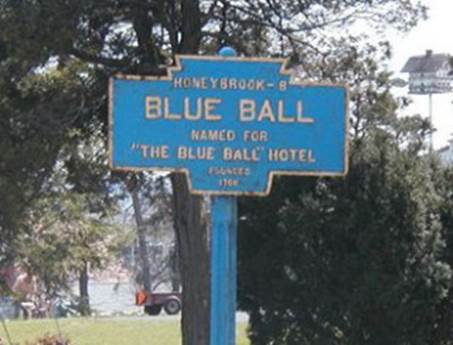 HONEYBROOK-8
BLUE BALL
NAMED FOR
"THE BLUE BALL" HOTEL
FOUNDED
1766